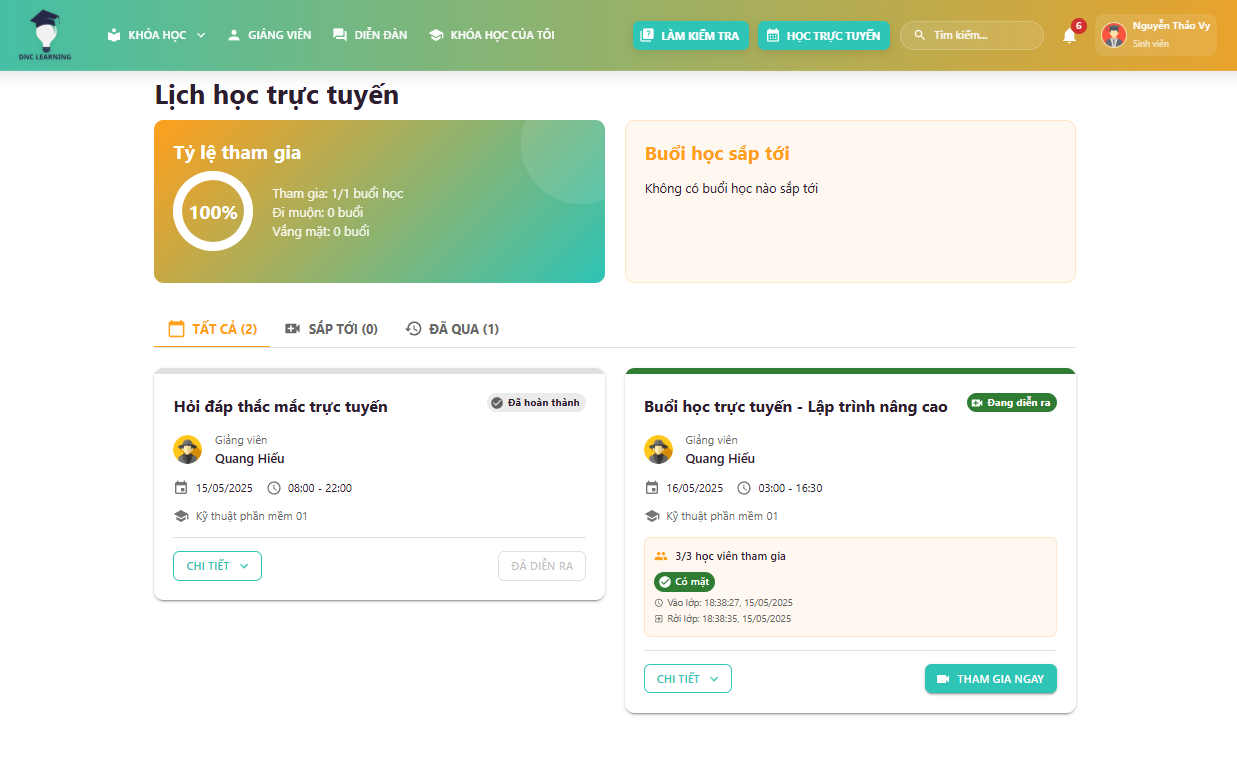 DNC LEARNING
KHÓA HỌC
GIẢNG VIÊN
DIỄN ĐÀN
KHÓA HỌC CỦA TÔI
LÀM KIỂM TRA
HỌC TRỰC TUYẾN
Tìm kiếm...
6
Nguyễn Thảo Vy
Sinh viên
Lịch học trực tuyến
Tỷ lệ tham gia
100%
Tham gia: 1/1 buổi học
Đi muộn: 0 buổi
Vắng mặt: 0 buổi
Buổi học sắp tới
Không có buổi học nào sắp tới
TẤT CẢ (2)
SẮP TỚI (0)
ĐÃ QUA (1)
Hỏi đáp thắc mắc trực tuyến
Đã hoàn thành
Giảng viên
Quang Hiếu
15/05/2025
08:00 - 22:00
Kỹ thuật phần mềm 01
CHI TIẾT
ĐÃ DIỄN RA
Buổi học trực tuyến - Lập trình nâng cao
Đang diễn ra
Giảng viên
Quang Hiếu
16/05/2025
03:00 - 16:30
Kỹ thuật phần mềm 01
3/3 học viên tham gia
Có mặt
Vào lớp: 18:38:27, 15/05/2025
Rời lớp: 18:38:35, 15/05/2025
CHI TIẾT
THAM GIA NGAY